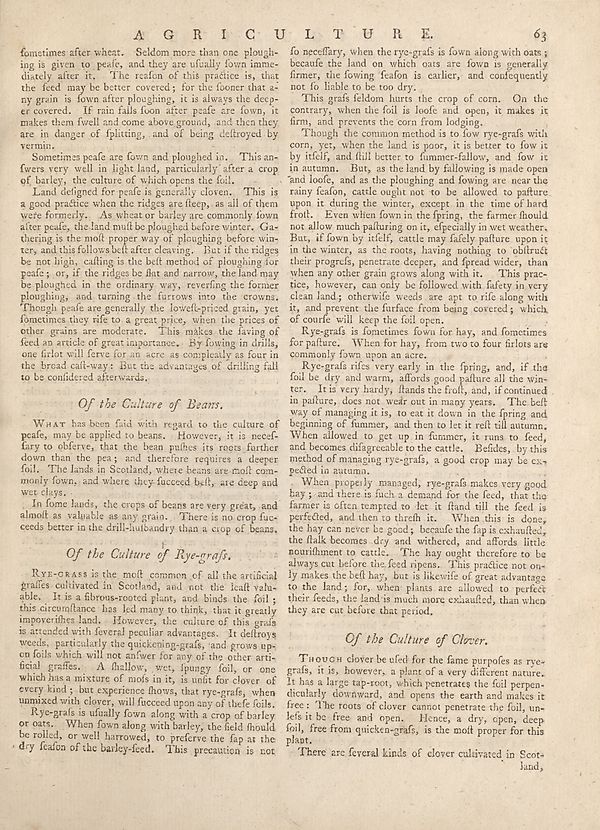 A G R I C U L T U R E. 63
ſometimes after wheat. Seldom more than one plough-
ing is given to peaſe, and they are uſually ſown imme-
diately after it. The reaſon of this practice is, that
the ſeed may be better covered; for the ſooner that a-
ny grain is ſown after ploughing, it is always the deep-
er covered. If rain falls ſoon after peaſe are ſown, it
makes them ſwell and come above ground, and then they
are in danger of ſplitting, and of being deſtroyed by
vermin.
Sometimes peaſe are ſown and ploughed in. This an-
ſwers very well in light land, particularly after a crop
of barley, the culture of which opens the ſoil.
Land deſigned for peaſe is generally cloven. This is
a good practice when the ridges are ſteep, as all of them
were formerly. As wheat or barley are commonly ſown
after peaſe, the land muſt be ploughed before winter. Ga-
thering is the moſt proper way of ploughing before win-
ter, and this follows beſt after cleaving. But if the ridges
be not high, caſting is the beſt method of ploughing for
peaſe; or, if the ridges be flat and narrow, the land may
be ploughed in the ordinary way, reverſing the former
ploughing, and turning the furrows into the crowns.
Though peaſe are generally the loweſt-priced grain, yet
ſometimes they riſe to a great price, when the prices of
other grains are moderate. This makes the ſaving of
ſeed an article of great importance. By ſowing in drills,
one firlot will ſerve for an acre as completely as four in
the broad caſt-way: But the advantages of drilling fall
to be conſidered afterwards.
Of the Culture of Beans.
WHAT has been ſaid with regard to the culture of
peaſe, may be applied to beans. However, it is neceſ-
ſary to obſerve, that the bean puſhes its roots further
down than the pea; and therefore requires a deeper
ſoil. The lands in Scotland, where beans are moſt com-
monly ſown, and where they ſucceed beſt, are deep and
wet clays.
In ſome lands, the crops of beans are very great, and
almoſt as valuable as any grain. There is no crop ſuc-
ceeds better in the drill-huſbandry than a crop of beans.
Of the Culture of Rye-graſs.
RYE-GRASS is the moſt common of all the artificial
graſſes cultivated in Scotland, and not the leaſt valu-
able. It is a fibrous-rooted plant, and binds the ſoil;
this circumſtance has led many to think, that it greatly
impoveriſhes land. However, the culture of this graſs
is attended with ſeveral peculiar advantages. It deſtroys
weeds, particularly the quickening-graſs, and grows up-
on ſoils which will not anſwer for any of the other arti-
ficial graſſes. A ſhallow, wet, ſpungy ſoil, or one
which has a mixture of moſs in it, is unfit for clover of
every kind; but experience ſhows, that rye-graſs, when
unmixed with clover, will ſucceed upon any of theſe ſoils.
Rye-graſs is uſually ſown along with a crop of barley
or oats. When ſown along with barley, the field ſhould
be rolled, or well harrowed, to preſerve the ſap at the
dry ſeaſon of the barley-ſeed. This precaution is not
ſo neceſſary, when the rye-graſs is ſown along with oats;
becauſe the land on which oats are ſown is generally
firmer, the ſowing ſeaſon is earlier, and conſequently
not ſo liable to be too dry.
This graſs ſeldom hurts the crop of corn. On the
contrary, when the ſoil is looſe and open, it makes it
firm, and prevents the corn from lodging.
Though the common method is to ſow rye-graſs with
corn, yet, when the land is poor, it is better to ſow it
by itſelf, and ſtill better to ſummer-fallow, and ſow it
in autumn. But, as the land by fallowing is made open
and looſe, and as the ploughing and ſowing are near the
rainy ſeaſon, cattle ought not to be allowed to paſture
upon it during the winter, except in the time of hard
froſt. Even when ſown in the ſpring, the farmer ſhould
not allow much paſturing on it, eſpecially in wet weather.
But, if ſown by itſelf, cattle may ſafely paſture upon it
in the winter, as the roots, having nothing to obſtruct
their progreſs, penetrate deeper, and ſpread wider, than
when any other grain grows along with it. This prac-
tice, however, can only be followed with ſafety in very
clean land; otherwiſe weeds are apt to riſe along with
it, and prevent the ſurface from being covered; which
of courſe will keep the ſoil open.
Rye-graſs is ſometimes ſown for hay, and ſometimes
for paſture. When for hay, from two to four firlots are
commonly ſown upon an acre.
Rye-graſs riſes very early in the ſpring, and, if the
ſoil be dry and warm, affords good paſture all the win-
ter. It is very hardy, ſtands the froſt, and, if continued
in paſture, does not wear out in many years. The beſt
way of managing it is, to eat it down in the ſpring and
beginning of ſummer, and then to let it reſt till autumn.
When allowed to get up in ſummer, it runs to ſeed,
and becomes diſagreeable to the cattle. Beſides, by this
method of managing rye-graſs, a good crop may be ex-
pected in autumn.
When properly managed, rye-graſs makes very good
hay; and there is ſuch a demand for the ſeed, that the
farmer is often tempted to let it ſtand till the ſeed is
perfected, and then to threſh it. When this is done,
the hay can never be good; becauſe the ſap is exhauſted,
the ſtalk becomes dry and withered, and affords little
nouriſhment to cattle. The hay ought therefore to be
always cut before the ſeed ripens. This practice not on-
ly makes the beſt hay, but is likewiſe of great advantage
to the land; for, when plants are allowed to perfect
their ſeeds, the land is much more exhauſted, than when
they are cut before that period.
Of the Culture of Clover.
THOUGH clover be uſed for the ſame purpoſes as rye-
graſs, it is, however, a plant of a very different nature.
It has a large tap-root, which penetrates the ſoil perpen-
dicularly downward, and opens the earth and makes it
free: The roots of clover cannot penetrate the ſoil, un-
leſs it be free and open. Hence, a dry, open, deep
ſoil, free from quicken-graſs, is the moſt proper for this
plant.
There are ſeveral kinds of clover cultivated in Scot-
land,